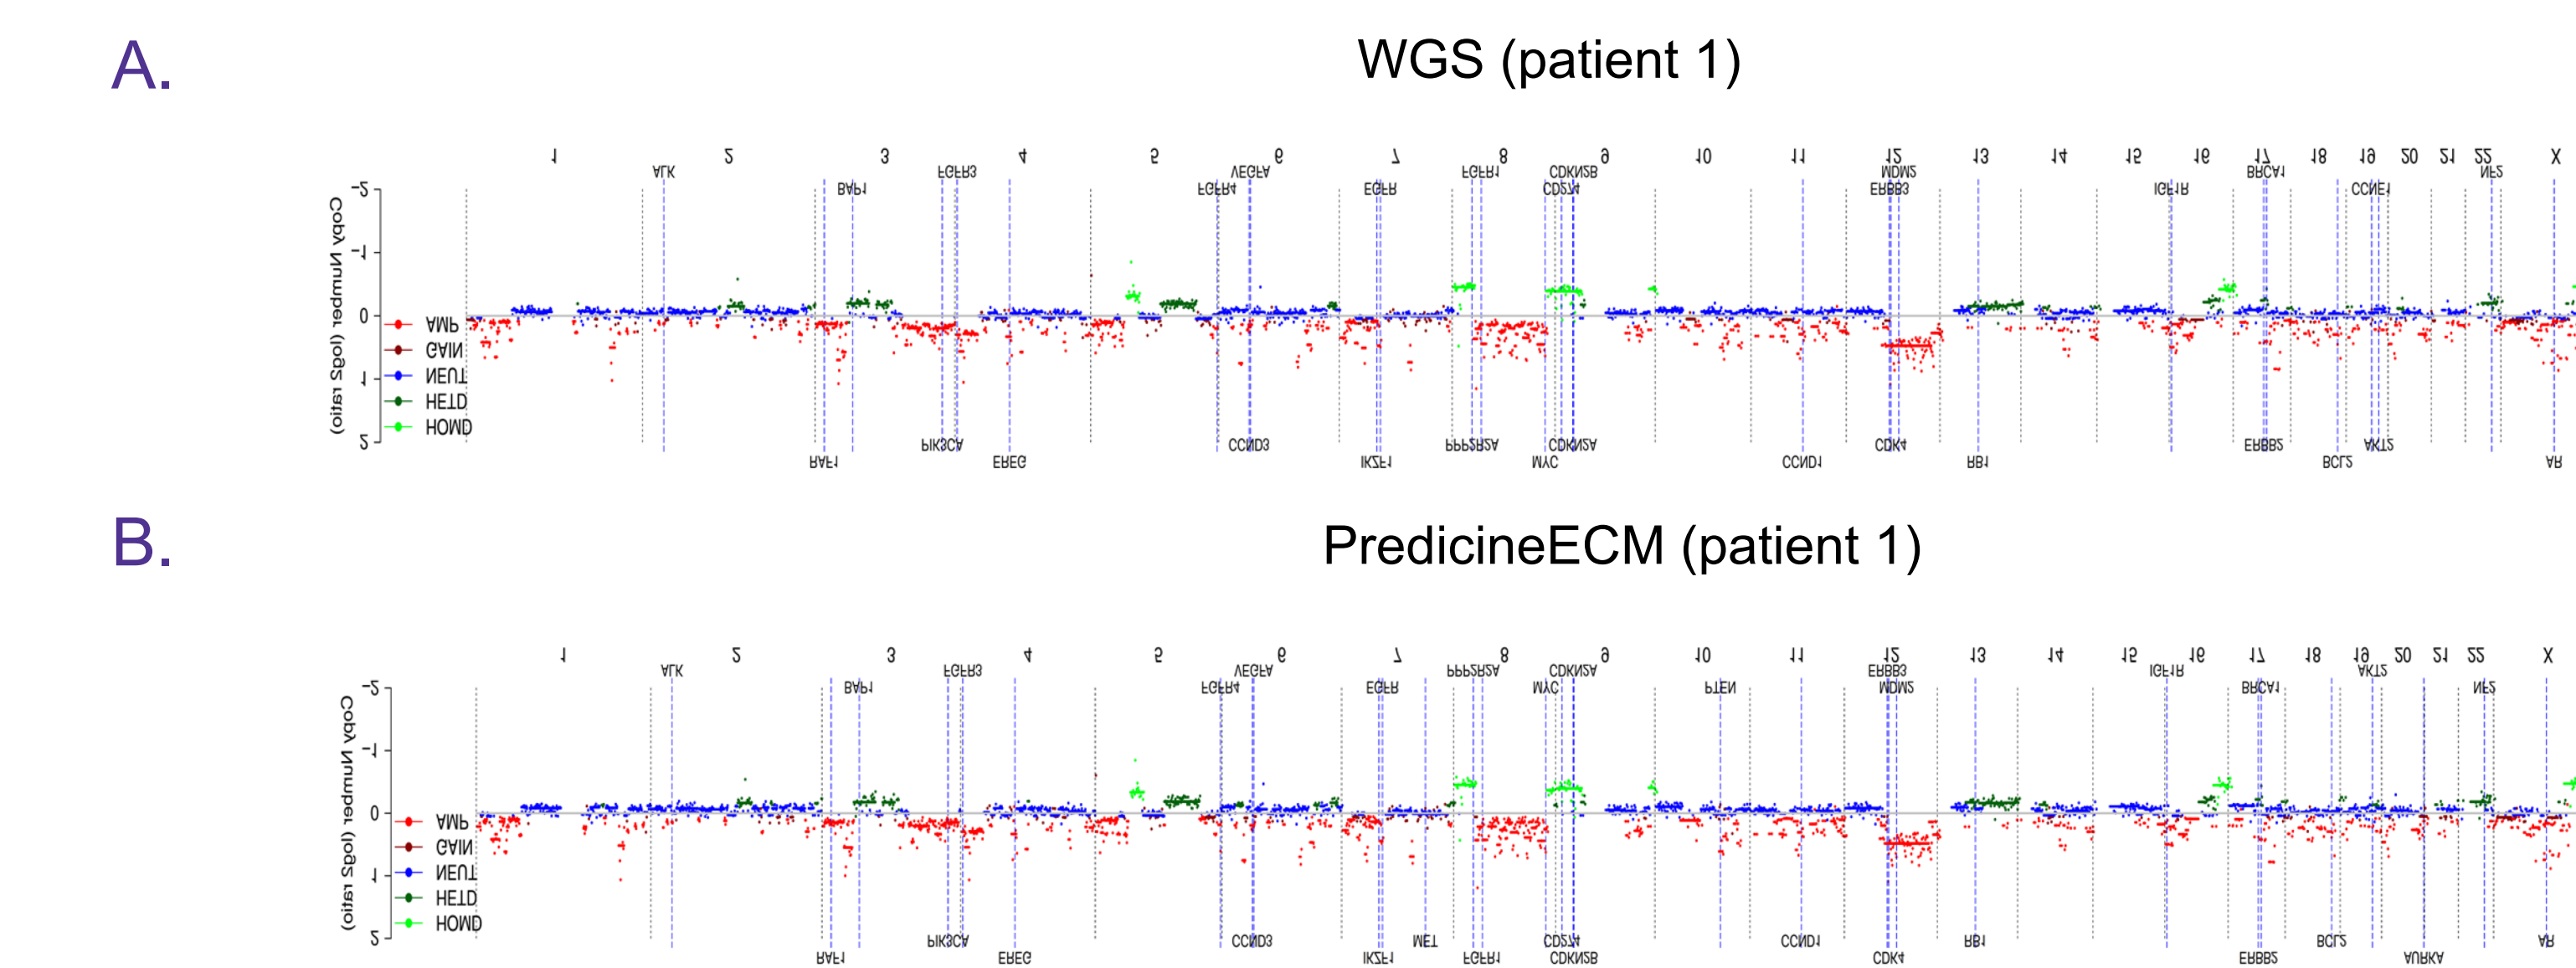 A.
WGS (patient 1)
1 2 3 4 5 6 7 8 9 10 11 12 13 14 15 16 17 18 19 20 21 22 X
ALK FGFR3 VEGFA FGFR1 CDKN2B MDM2 BRCA1 NF2
BAP1 FGFR4 EGFR CD274 ERBB3 IGF1R CCNE1
-2
-1
0
1
2
Copy Number (log2 ratio)
AMP
GAIN
NEUT
HETD
HOMD
PIK3CA CCND3 PPP2R2A CDKN2A CDK4 ERBB2 AKT2
RAF1 EREG IKZF1 MYC CCND1 RB1 BCL2 AR
B.
PredicineECM (patient 1)
1 2 3 4 5 6 7 8 9 10 11 12 13 14 15 16 17 18 19 20 21 22 X
ALK FGFR3 VEGFA PPP2R2A CDKN2A ERBB3 IGF1R AKT2
BAP1 FGFR4 EGFR MYC PTEN MDM2 BRCA1 NF2
-2
-1
0
1
2
Copy Number (log2 ratio)
AMP
GAIN
NEUT
HETD
HOMD
PIK3CA CCND3 MET CD274 CCND1 RB1 BCL2 AR
RAF1 EREG IKZF1 FGFR1 CDKN2B CDK4 ERBB2 AURKA